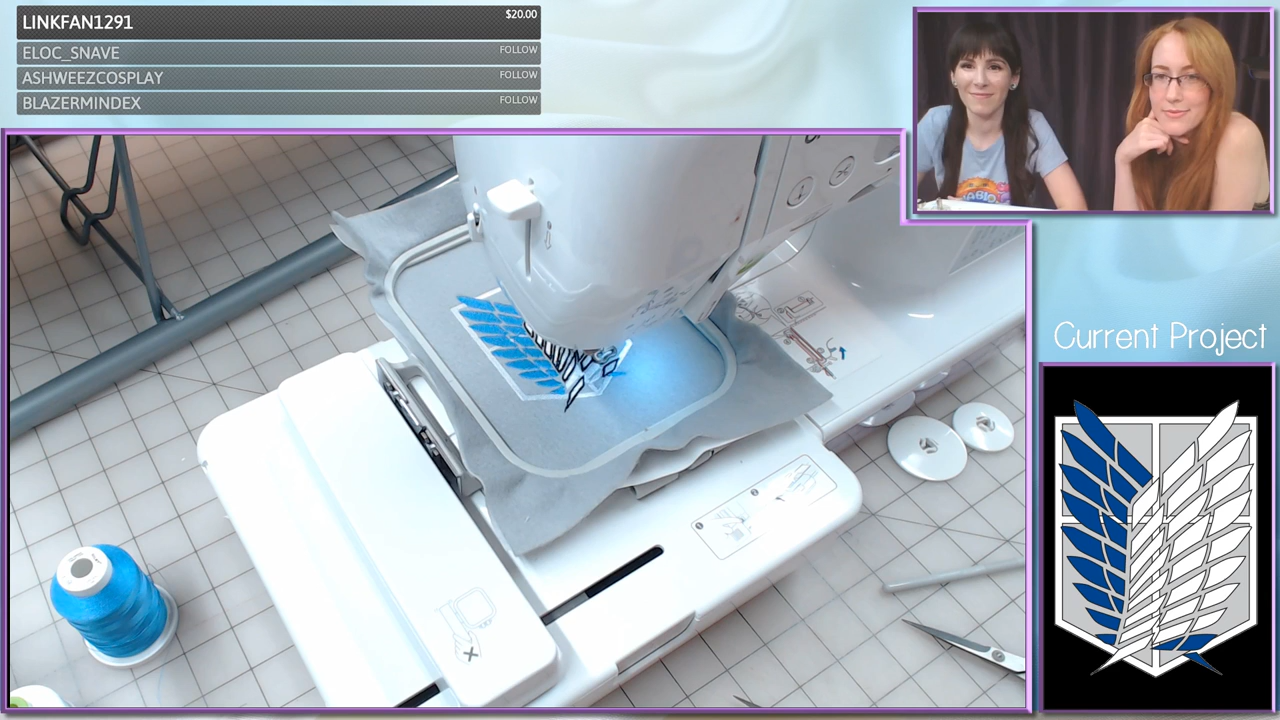 LINKFAN1291
$20.00
ELOC_SNAVE
FOLLOW
ASHWEEZCOSPLAY
FOLLOW
BLAZERMINDEX
FOLLOW
Current Project